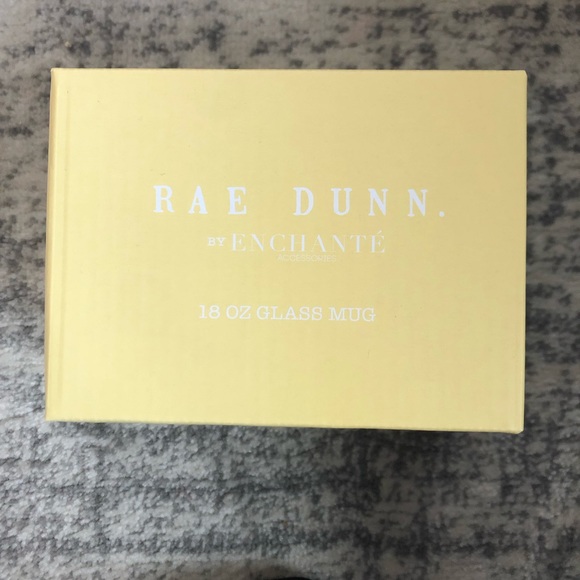 RAE DUNN.
BY ENCHANTÉ
ACCESSORIES
18 OZ GLASS MUG